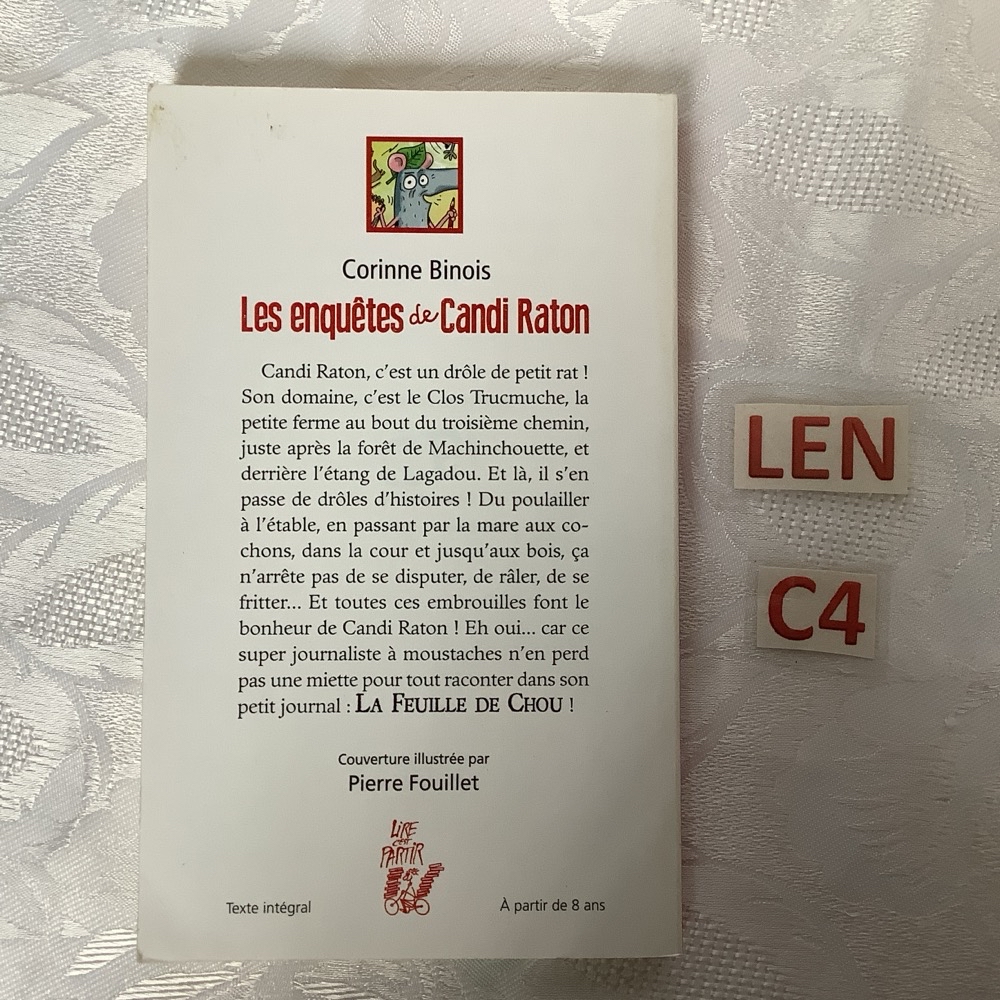 Corinne Binois
Les enquêtes de Candi Raton
Candi Raton, c'est un drôle de petit rat !
Son domaine, c'est le Clos Trucmuche, la
petite ferme au bout du troisième chemin,
juste après la forêt de Machinchouette, et
derrière l'étang de Lagadou. Et là, il s'en
passe de drôles d'histoires ! Du poulailler
à l'étable, en passant par la mare aux co-
chons, dans la cour et jusqu'aux bois, ça
n'arrête pas de se disputer, de râler, de se
fritter... Et toutes ces embrouilles font le
bonheur de Candi Raton ! Eh oui... car ce
super journaliste à moustaches n'en perd
pas une miette pour tout raconter dans son
petit journal : LA FEUILLE DE CHOU !
Couverture illustrée par
Pierre Fouillet
LIRE
C'EST
PARTIR
Texte intégral
À partir de 8 ans
LEN
C4